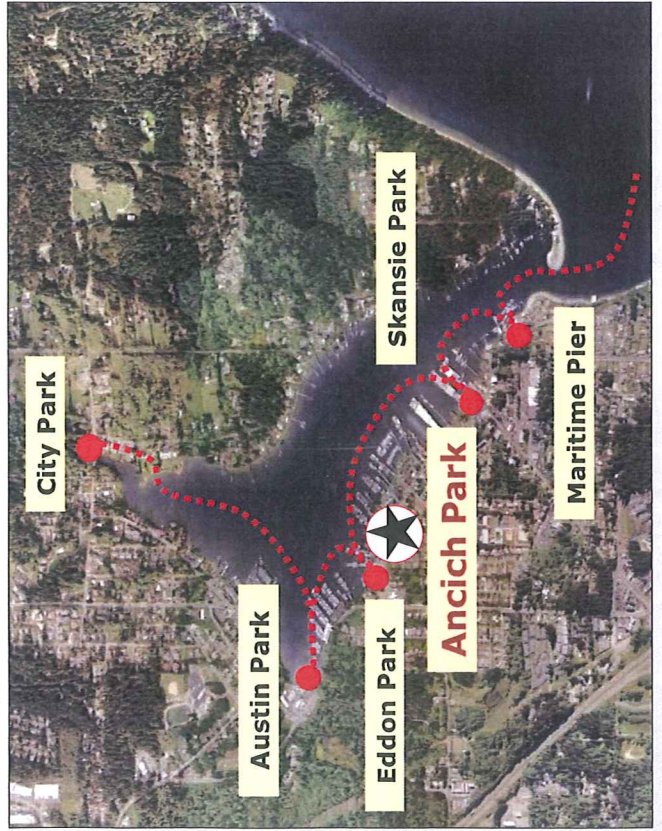 City Park
Austin Park
Eddon Park
Ancich Park
Skansie Park
Maritime Pier